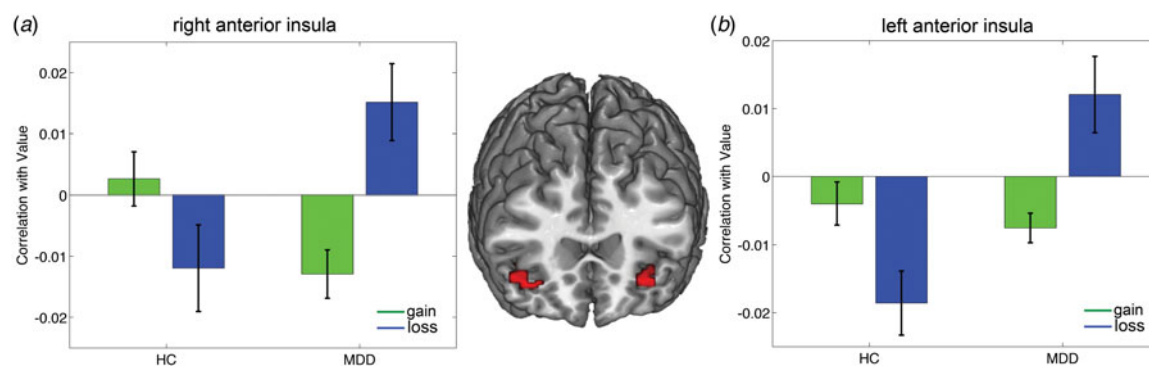 (a)
right anterior insula
Correlation with Value
0.02
0.01
0
-0.01
-0.02
HC
MDD
gain
loss
(b)
left anterior insula
Correlation with Value
0.02
0.01
0
-0.01
-0.02
HC
MDD
gain
loss